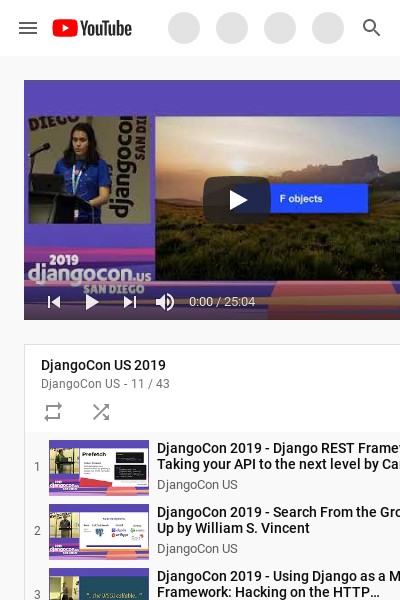 YouTube
DJANGO
djangocon
SAN DI
F objects
2019
djangocon.us
SAN DIEGO
0:00 / 25:04
DjangoCon US 2019
DjangoCon US - 11 / 43
1
Prefetch
DjangoCon 2019 - Django REST Framew
Taking your API to the next level by Ca
DjangoCon US
2
DjangoCon 2019 - Search From the Gro
Up by William S. Vincent
DjangoCon US
3
DjangoCon 2019 - Using Django as a M
Framework: Hacking on the HTTP...